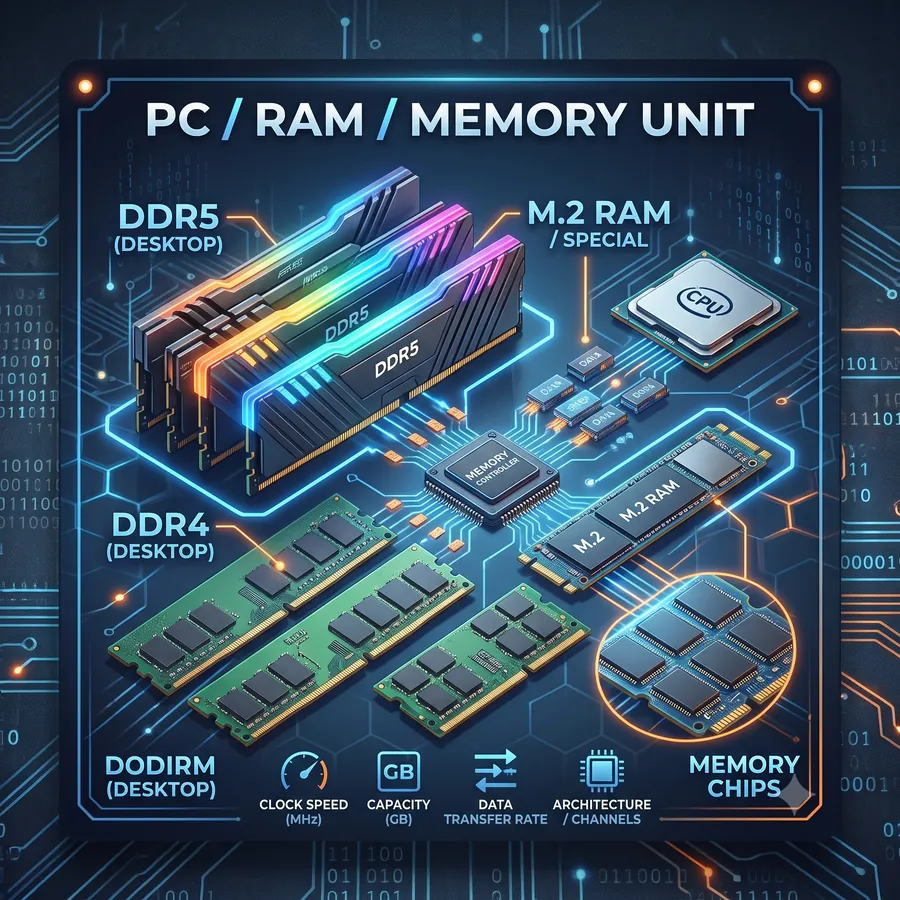 PC / RAM / MEMORY UNIT
DDR5
(DESKTOP)
M.2 RAM
/ SPECIAL
CPU
DDR5
DDR5
MEMORY
CONTROLLER
M.2
M.2 RAM
DDR4
(DESKTOP)
DODIRM
(DESKTOP)
GB
CLOCK SPEED
(MHz)
CAPACITY
(GB)
DATA
TRANSFER RATE
ARCHITECTURE
/ CHANNELS
MEMORY
CHIPS